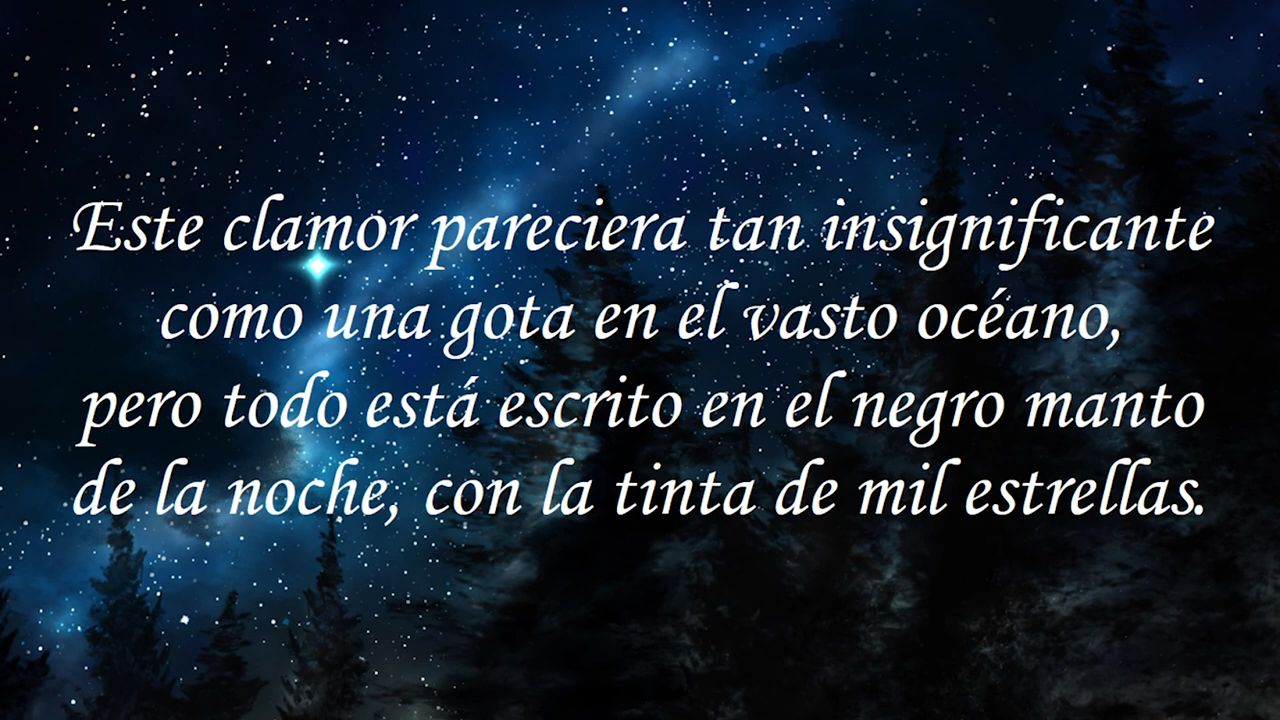 Este clamor pareciera tan insignificante
como una gota en el vasto océano,
pero todo está escrito en el negro manto
de la noche, con la tinta de mil estrellas.